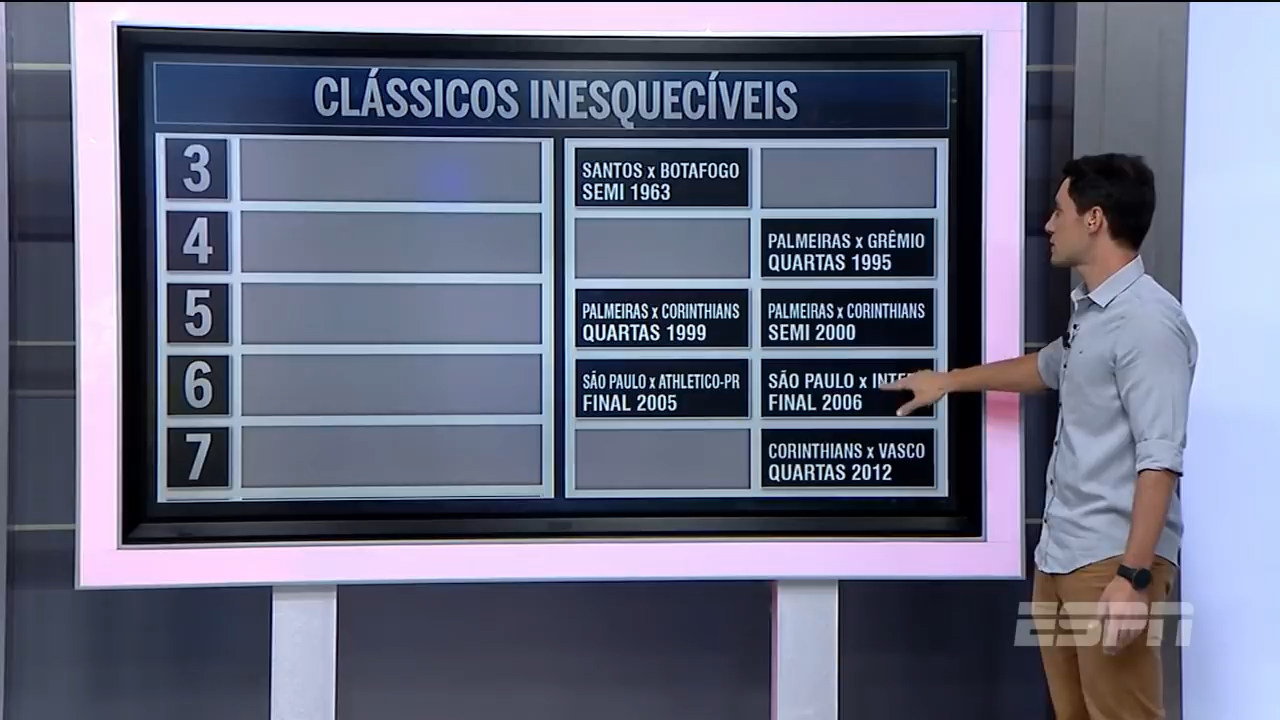 CLÁSSICOS INESQUECÍVEIS
3
SANTOS x BOTAFOGO
SEMI 1963
4
PALMEIRAS x GRÊMIO
QUARTAS 1995
5
PALMEIRAS x CORINTHIANS
QUARTAS 1999
PALMEIRAS x CORINTHIANS
SEMI 2000
6
SÃO PAULO x ATHLETICO-PR
FINAL 2005
SÃO PAULO x
FINAL 2006
7
CORINTHIANS x VASCO
QUARTAS 2012
ESPN